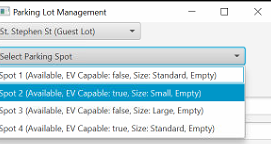 Parking Lot Management
St. Stephen St (Guest Lot)
Select Parking Spot
Spot 1 (Available, EV Capable: false, Size: Standard, Empty)
Spot 2 (Available, EV Capable: true, Size: Small, Empty)
Spot 3 (Available, EV Capable: false, Size: Large, Empty)
Spot 4 (Available, EV Capable: true, Size: Standard, Empty)